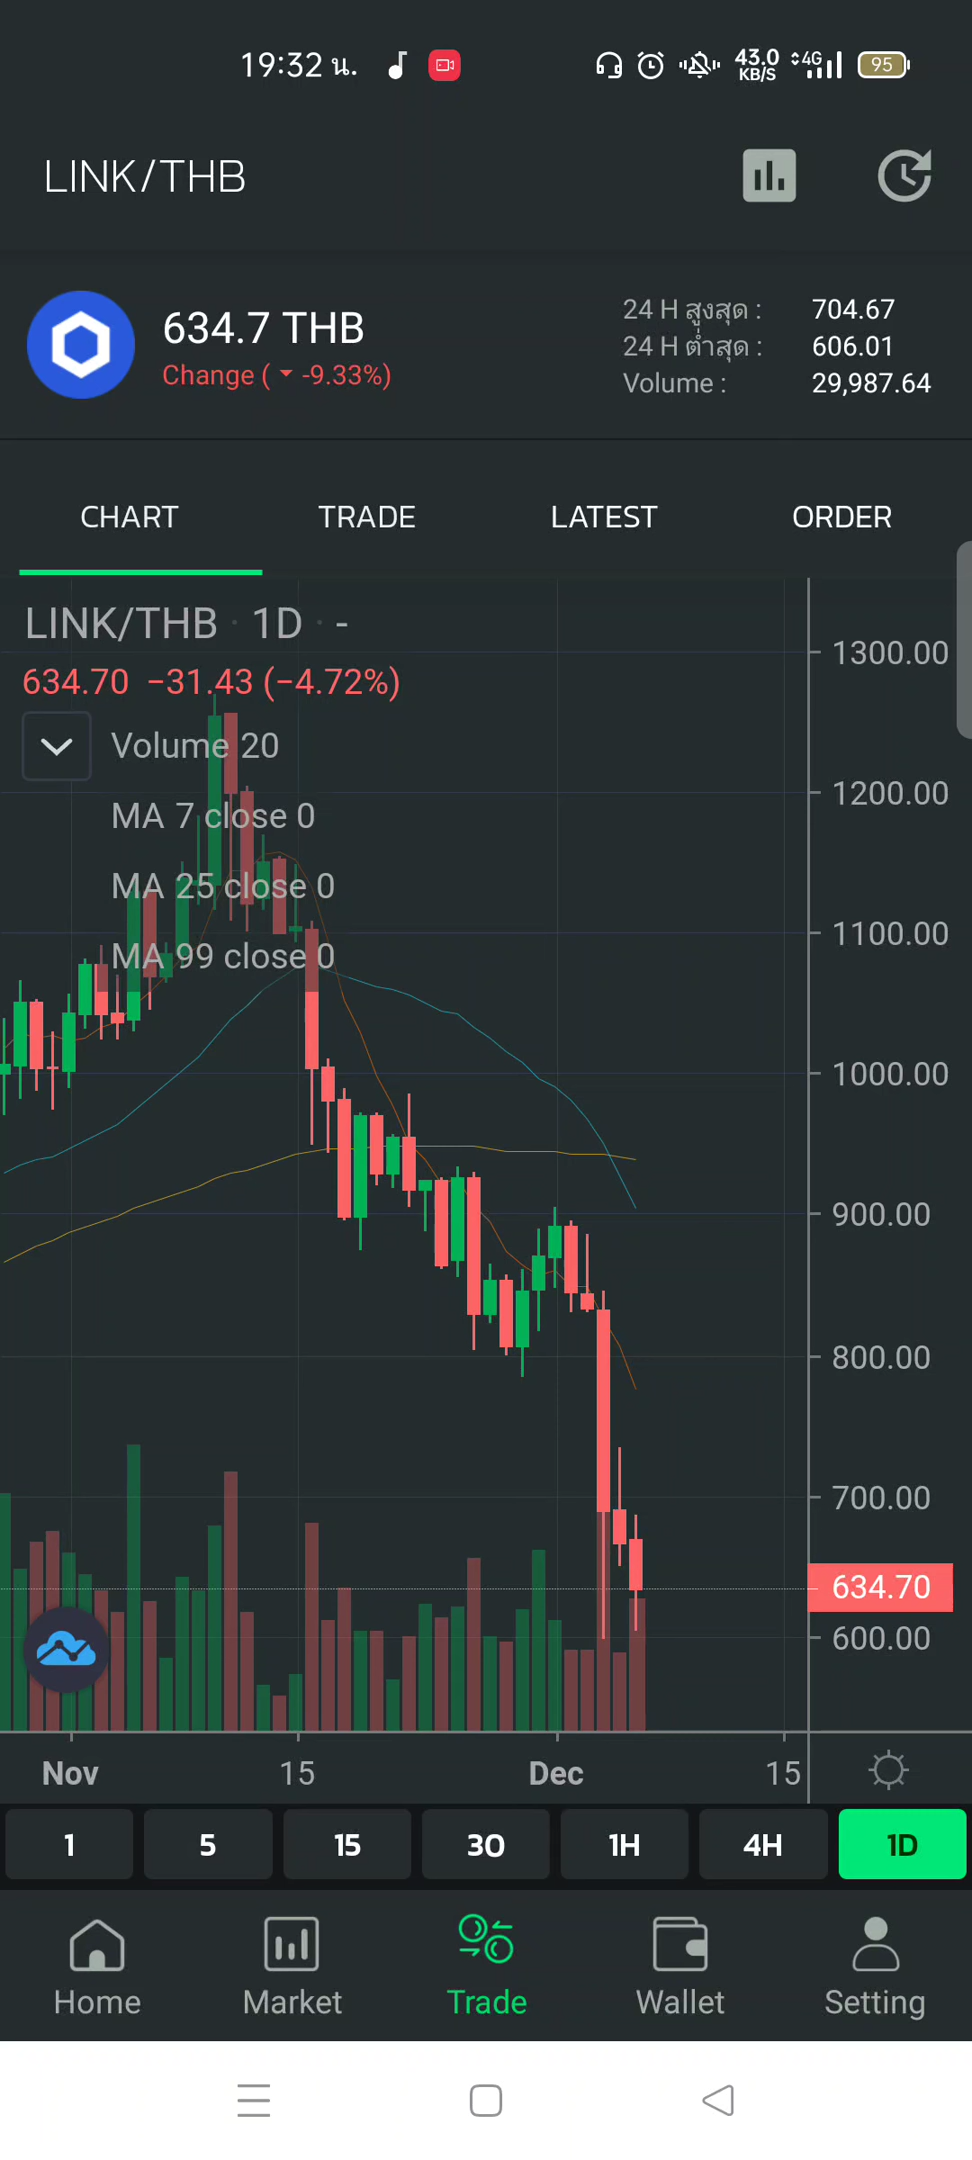 19:32 น.
43.0 KB/S
4G
95
LINK/THB
634.7 THB
Change ( -9.33%)
24 H สูงสุด : 704.67
24 H ต่ำสุด : 606.01
Volume : 29,987.64
CHART TRADE LATEST ORDER
LINK/THB · 1D · -
634.70 −31.43 (−4.72%)
Volume 20
MA 7 close 0
MA 25 close 0
MA 99 close 0
1300.00
1200.00
1100.00
1000.00
900.00
800.00
700.00
634.70
600.00
Nov 15 Dec 15
1 5 15 30 1H 4H 1D
Home Market Trade Wallet Setting